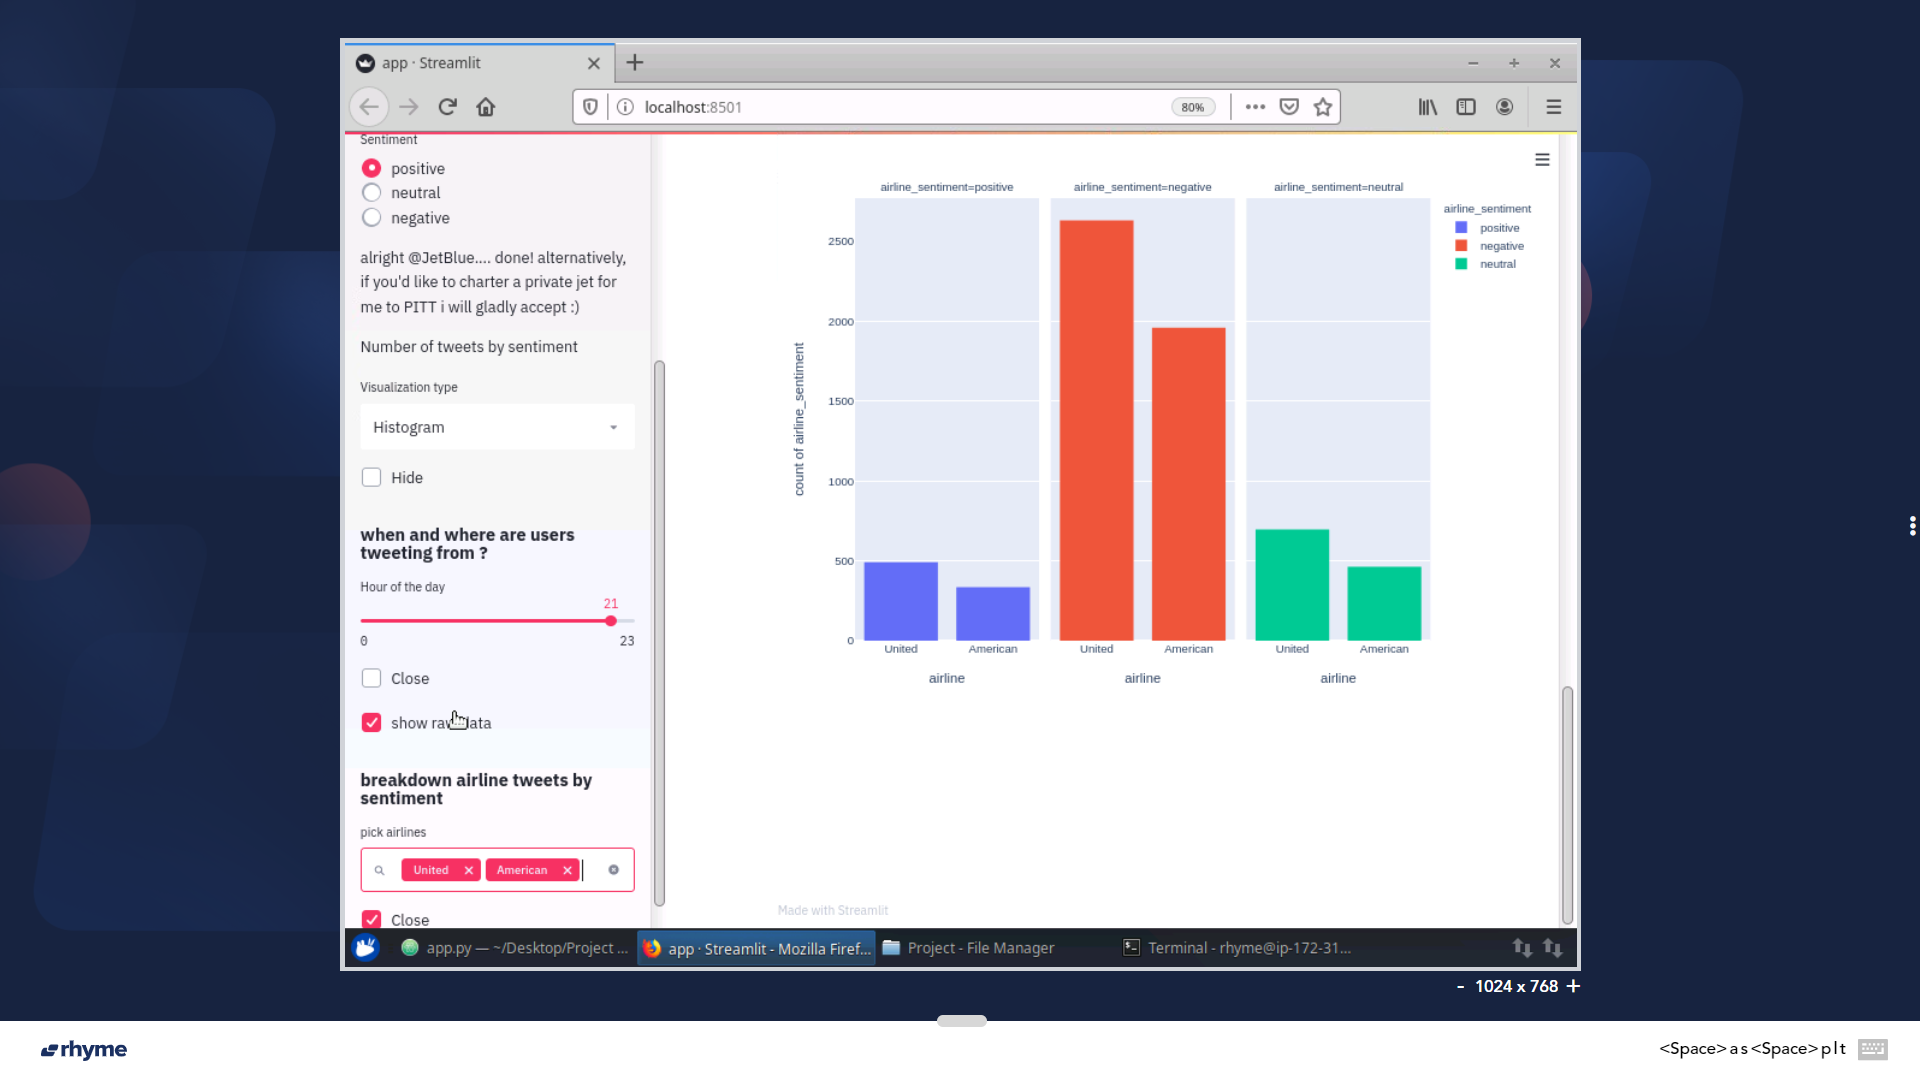 app · Streamlit
localhost:8501
80%
Sentiment
positive
neutral
negative
alright @JetBlue.... done! alternatively,
if you'd like to charter a private jet for
me to PITT i will gladly accept :)
Number of tweets by sentiment
Visualization type
Histogram
Hide
when and where are users
tweeting from ?
Hour of the day
21
0
23
Close
show raw data
breakdown airline tweets by
sentiment
pick airlines
United
American
Close
airline_sentiment=positive
airline_sentiment=negative
airline_sentiment=neutral
airline_sentiment
positive
negative
neutral
count of airline_sentiment
2500
2000
1500
1000
500
0
United
American
United
American
United
American
airline
airline
airline
Made with Streamlit
app.py — ~/Desktop/Project ...
app · Streamlit - Mozilla Firef...
Project - File Manager
Terminal - rhyme@ip-172-31...
- 1024 x 768 +
rhyme
<Space>as<Space>plt